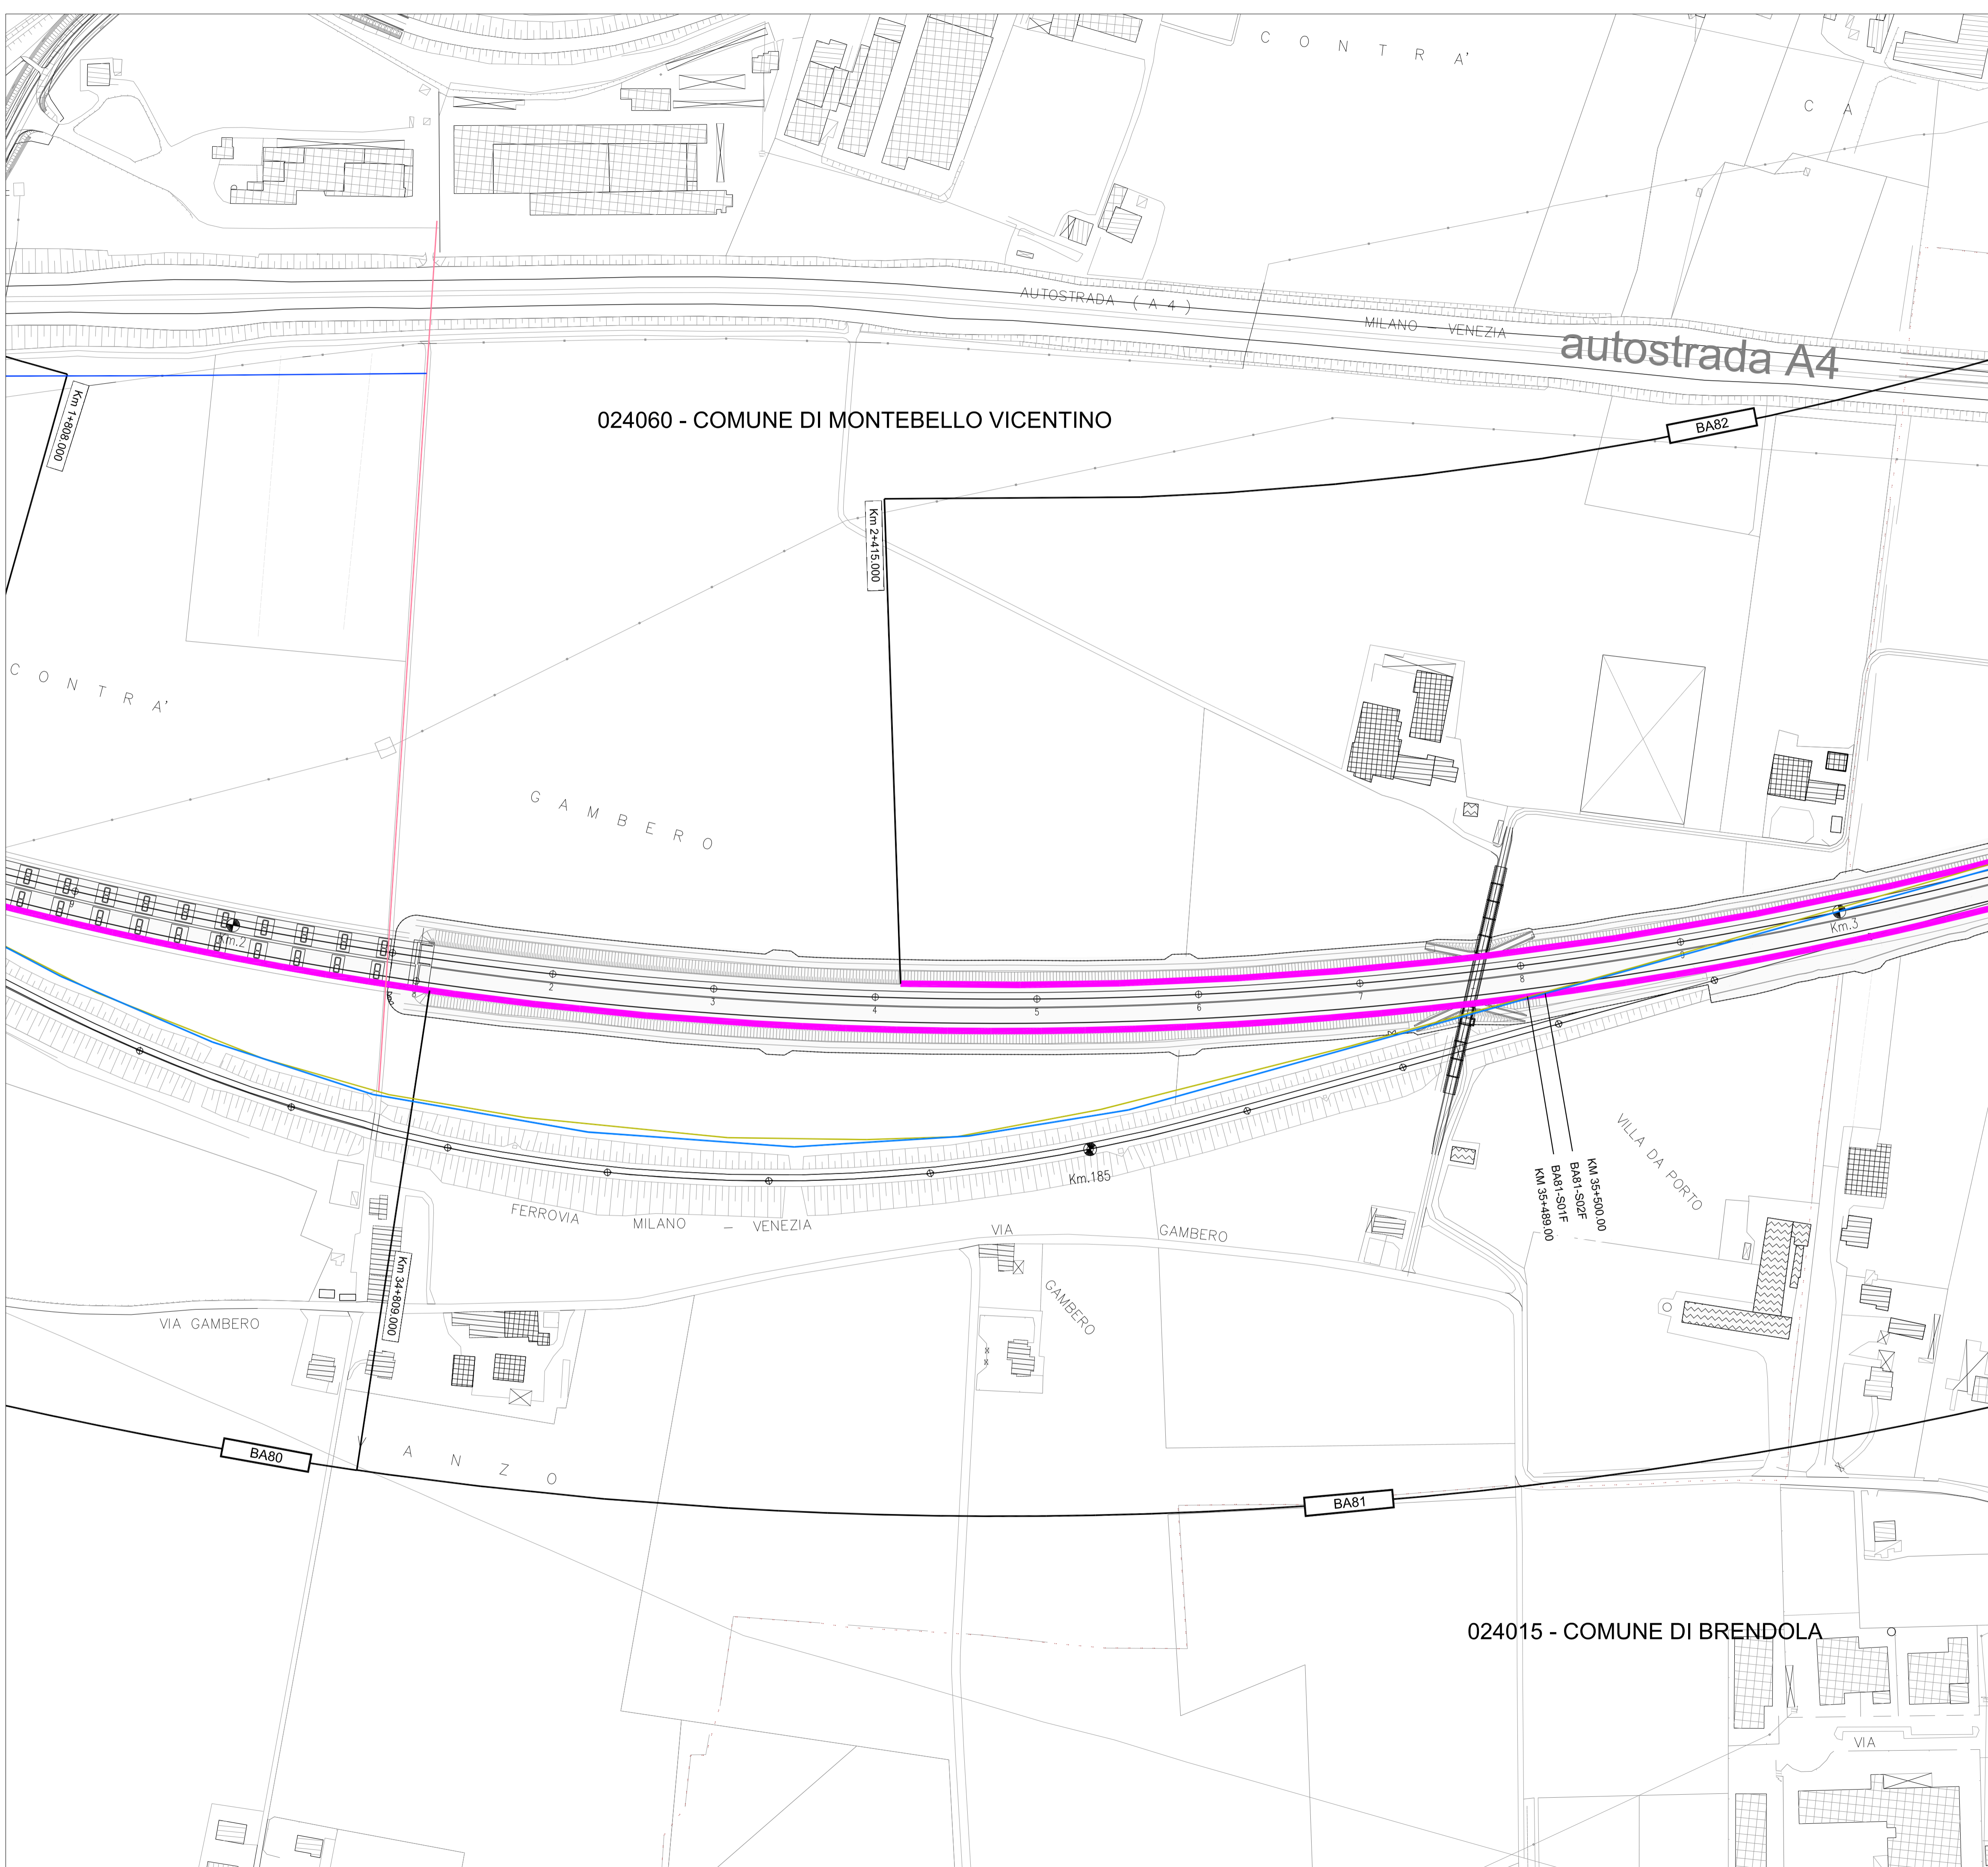 C O N T R A'
C A
AUTOSTRADA ( A 4 )
MILANO – VENEZIA
autostrada A4
Km 1+808.000
024060 - COMUNE DI MONTEBELLO VICENTINO
BA82
Km 2+415.000
C O N T R A'
G A M B E R O
9
Km.2
2
3
4
5
6
7
8
9
Km.3
Km.185
FERROVIA MILANO – VENEZIA
VIA GAMBERO
VILLA DA PORTO
KM 35+500.00
BA81-S02F
BA81-S01F
KM 35+489.00
Km 34+809.000
VIA GAMBERO
GAMBERO
BA80
V A N Z O
BA81
024015 - COMUNE DI BRENDOLA
VIA